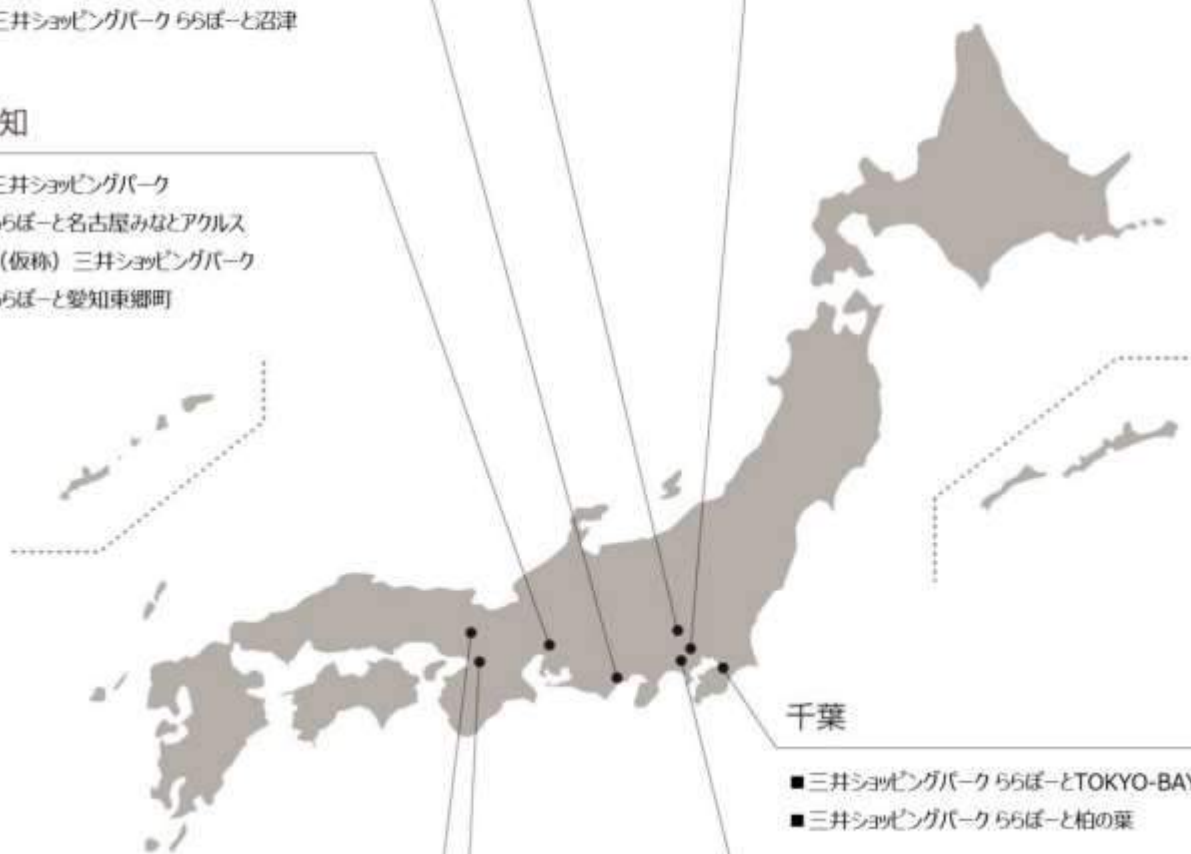 三井ショッピングパーク ららぽーと沼津
知
三井ショッピングパーク
ららぽーと名古屋みなとアクルス
（仮称）三井ショッピングパーク
ららぽーと愛知東郷町
千葉
■三井ショッピングパーク ららぽーとTOKYO-BAY
■三井ショッピングパーク ららぽーと柏の葉